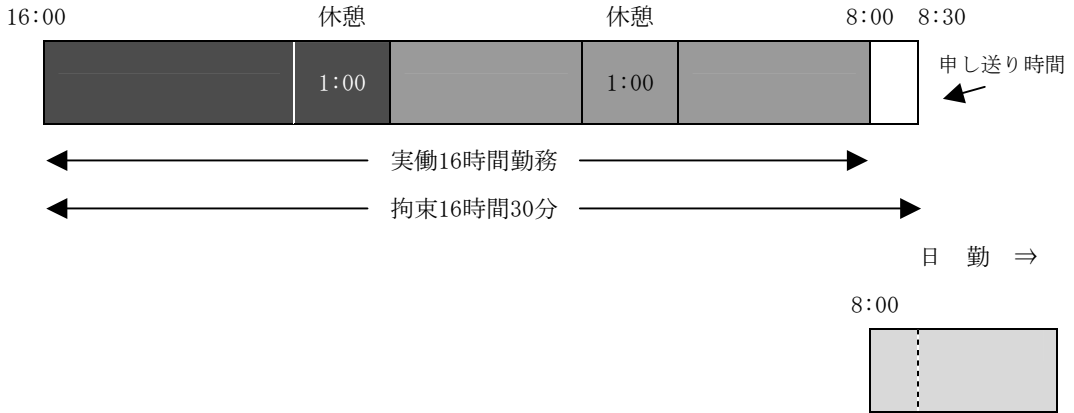 16:00 休憩 休憩 8:00 8:30
申し送り時間
1:00 1:00
実働16時間勤務
拘束16時間30分
日 勤 ⇒
8:00